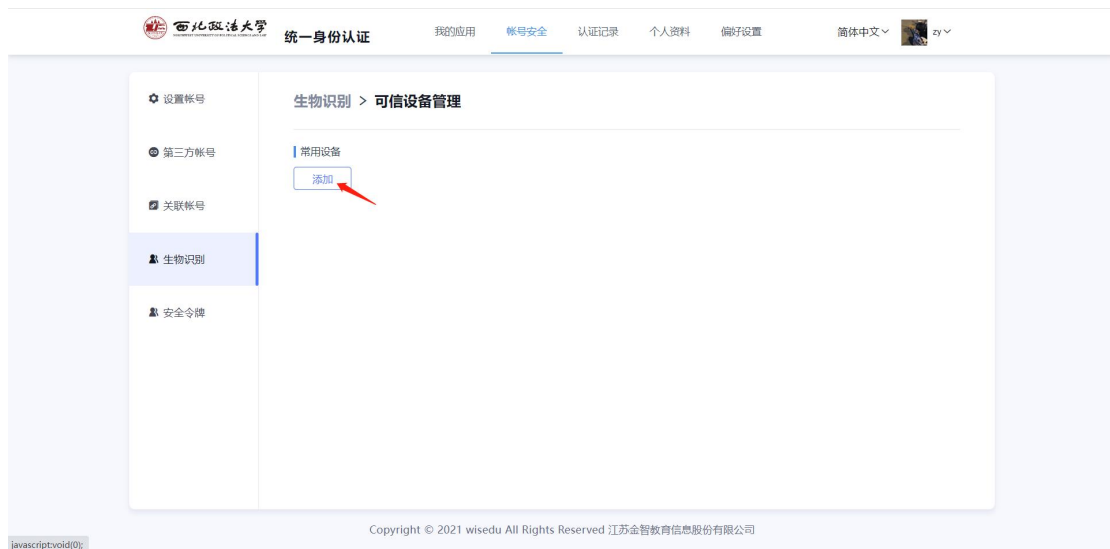 西北政法大学
统一身份认证
我的应用
帐号安全
认证记录
个人资料
偏好设置
简体中文
zy
设置帐号
第三方帐号
关联帐号
生物识别
安全令牌
生物识别 > 可信设备管理
常用设备
添加
Copyright © 2021 wisedu All Rights Reserved 江苏金智教育信息股份有限公司
javascript:void(0);